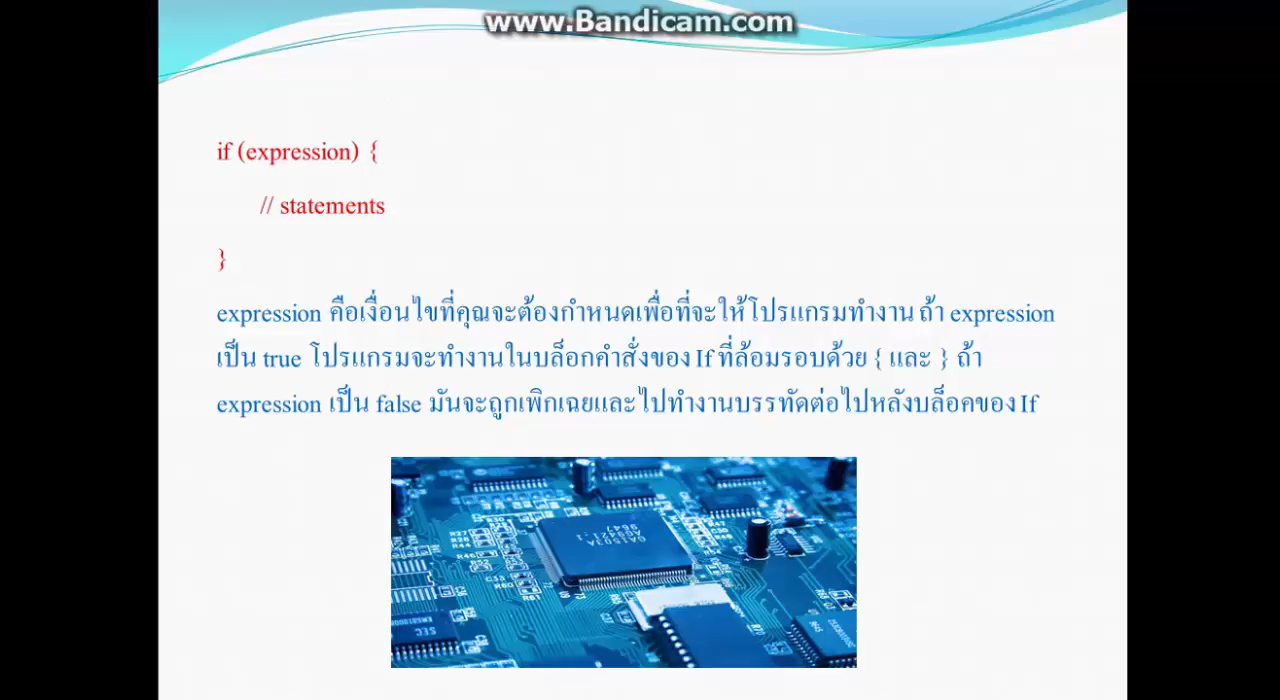 www.Bandicam.com
if (expression) {
// statements
}
expression คือเงื่อนไขที่คุณจะต้องกำหนดเพื่อที่จะให้โปรแกรมทำงาน ถ้า expression
เป็น true โปรแกรมจะทำงานในบล็อกคำสั่งของ If ที่ล้อมรอบด้วย { และ } ถ้า
expression เป็น false มันจะถูกเพิกเฉยและไปทำงานบรรทัดต่อไปหลังบล็อคของ If